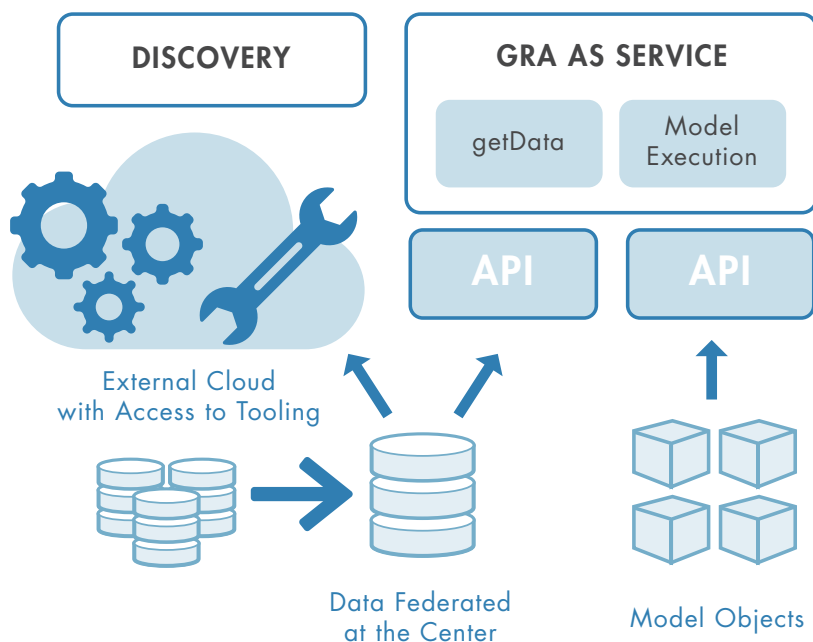 DISCOVERY
GRA AS SERVICE
getData
Model
Execution
API
API
External Cloud
with Access to Tooling
Data Federated
at the Center
Model Objects